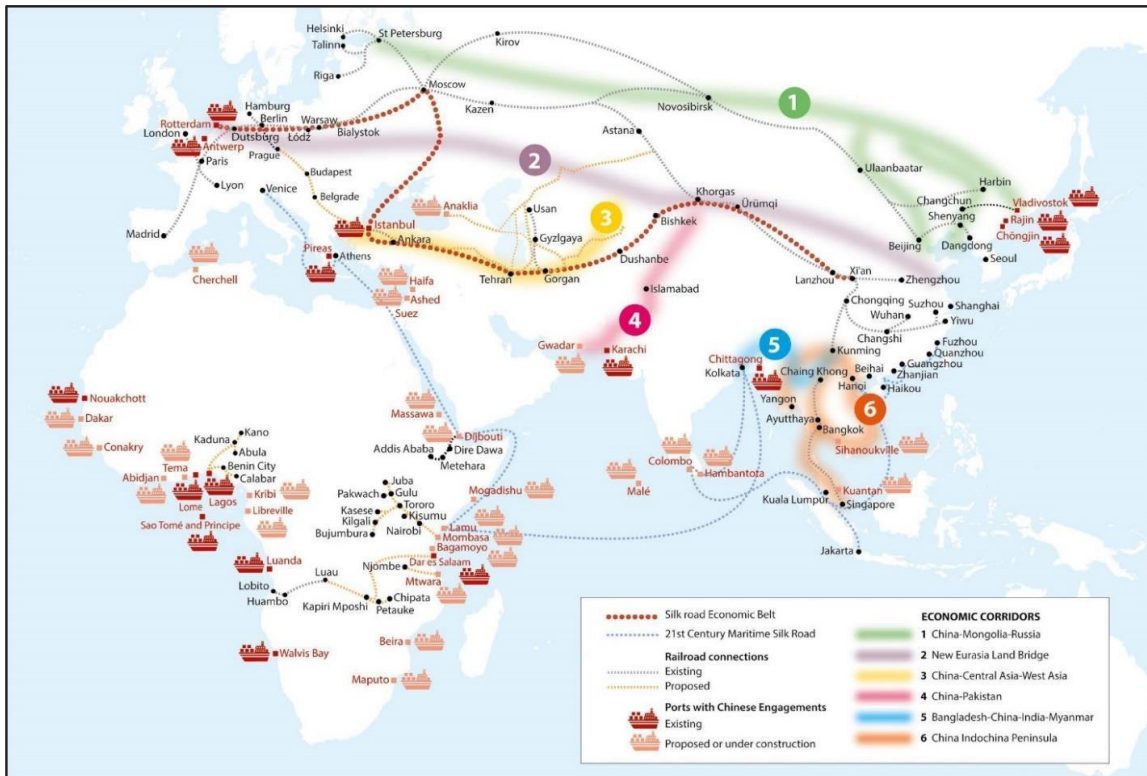 Helsinki
Talinn
St Petersburg
Riga
Kirov
Moscow
Kazen
Novosibirsk
1
Astana
Ulaanbaatar
Harbin
Changchun
Shenyang
Vladivostok
Rajin
Chŏngjin
Dangdong
Seoul
Beijing
Hamburg
Berlin
Rotterdam
London
Dutsburg
Łódź
Warsaw
Bialystok
Antwerp
Paris
Prague
Lyon
Venice
Budapest
Belgrade
Madrid
2
3
Anaklia
Usan
Gyzlgaya
Istanbul
Ankara
Pireas
Athens
Cherchell
Haifa
Ashed
Suez
Tehran
Gorgan
Dushanbe
Bishkek
Khorgas
Ürümqi
Lanzhou
Xi'an
Zhengzhou
Islamabad
4
Gwadar
Karachi
Chongqing
Wuhan
Suzhou
Shanghai
Yiwu
Changshi
Fuzhou
Quanzhou
Guangzhou
Zhanjian
Haikou
Kunming
Beihai
Hanoi
5
Chittagong
Kolkata
Chaing Khong
Yangon
Ayutthaya
Bangkok
6
Sihanoukville
Kuantan
Kuala Lumpur
Singapore
Jakarta
Colombo
Hambantota
Malé
Nouakchott
Dakar
Conakry
Kano
Kaduna
Abula
Benin City
Calabar
Tema
Abidjan
Lome
Lagos
Kribi
Libreville
Sao Tomé and Principe
Luanda
Massawa
Djibouti
Addis Ababa
Dire Dawa
Metehara
Juba
Pakwach
Gulu
Tororo
Kasese
Kisumu
Kilgali
Nairobi
Bujumbura
Mogadishu
Lamu
Mombasa
Bagamoyo
Dar es Salaam
Njombe
Mtwara
Luau
Lobito
Huambo
Kapiri Mposhi
Chipata
Petauke
Walvis Bay
Beira
Maputo
Silk road Economic Belt
21st Century Maritime Silk Road
Railroad connections
Existing
Proposed
Ports with Chinese Engagements
Existing
Proposed or under construction
ECONOMIC CORRIDORS
1 China-Mongolia-Russia
2 New Eurasia Land Bridge
3 China-Central Asia-West Asia
4 China-Pakistan
5 Bangladesh-China-India-Myanmar
6 China Indochina Peninsula